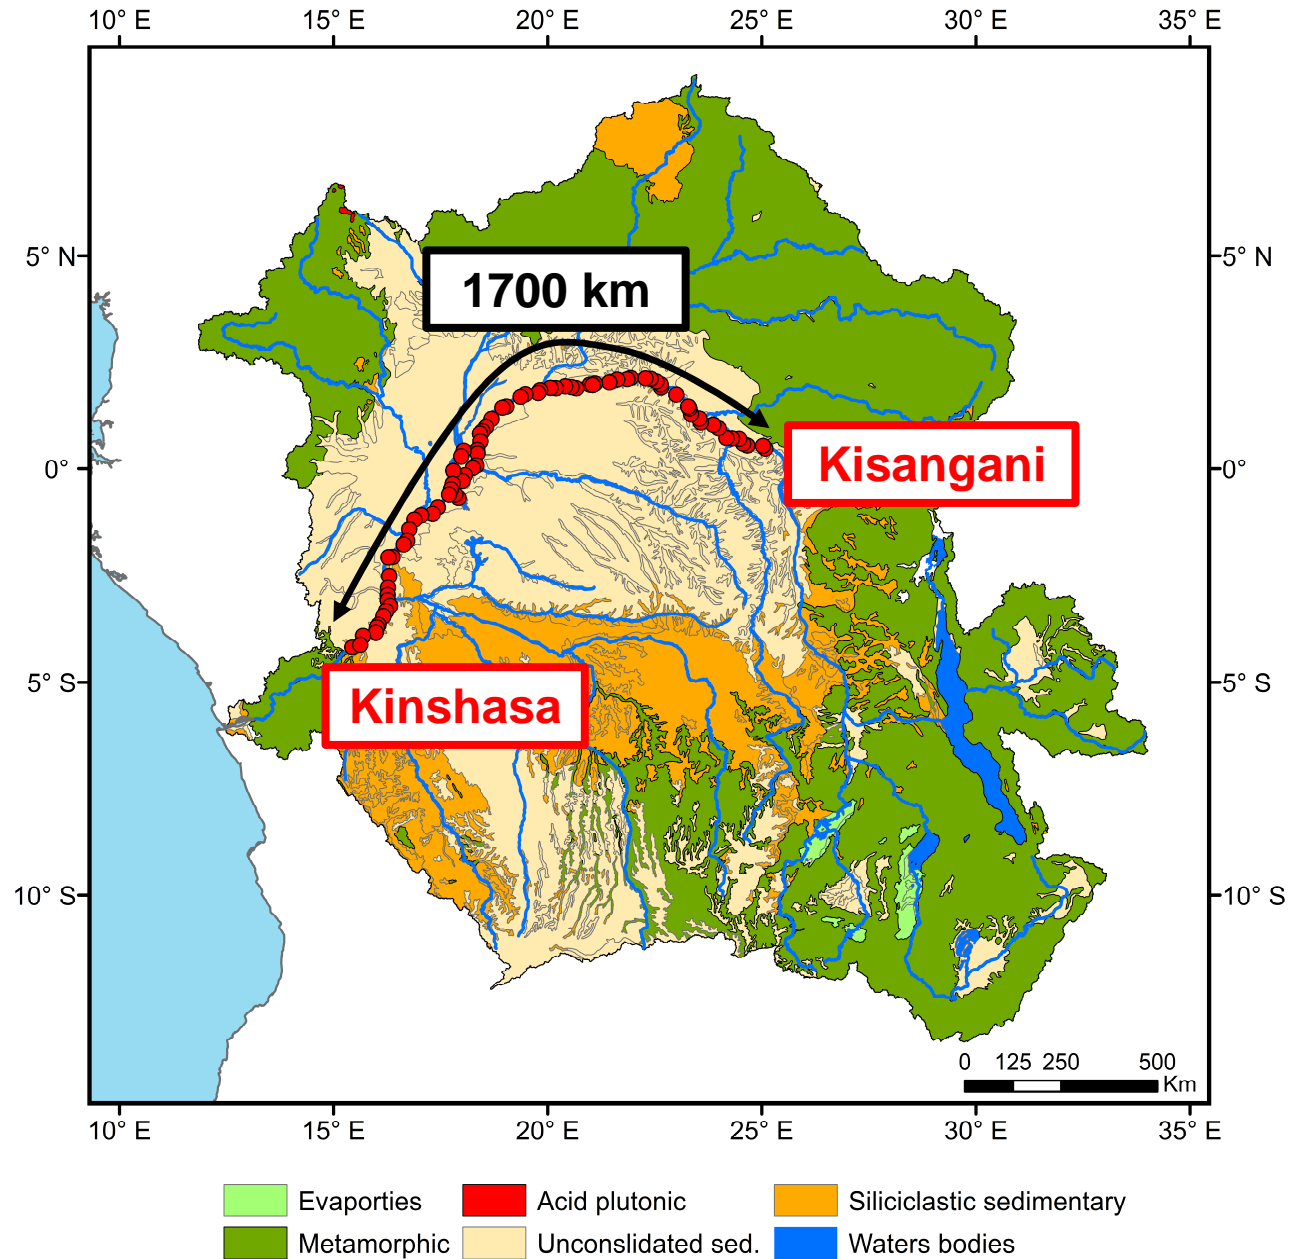 10° E 15° E 20° E 25° E 30° E 35° E
5° N 5° N
1700 km
Kisangani
0° 0°
5° S 5° S
Kinshasa
10° S 10° S
0 125 250 500
Km
10° E 15° E 20° E 25° E 30° E 35° E
Evaporties Acid plutonic Siliciclastic sedimentary
Metamorphic Unconslidated sed. Waters bodies